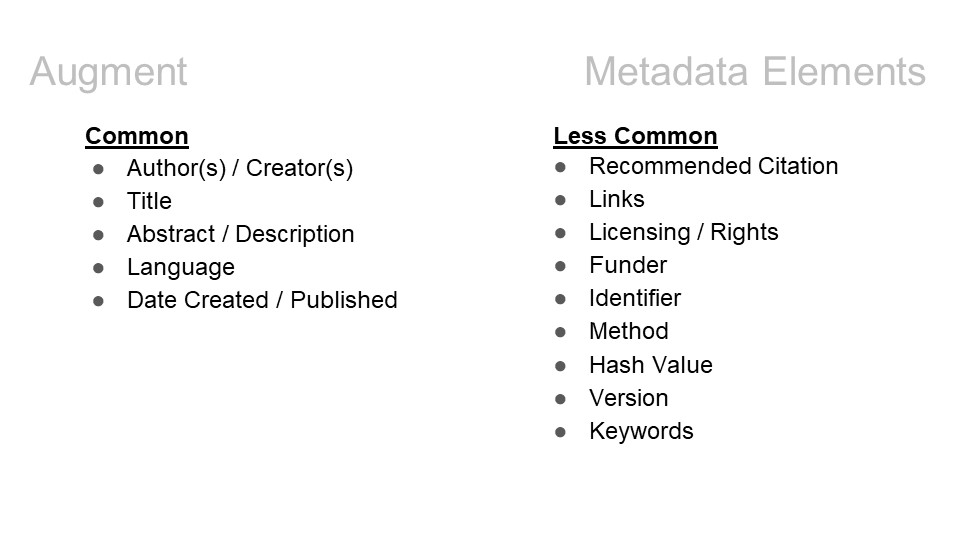 Augment
Metadata Elements
Common
● Author(s) / Creator(s)
● Title
● Abstract / Description
● Language
● Date Created / Published
Less Common
● Recommended Citation
● Links
● Licensing / Rights
● Funder
● Identifier
● Method
● Hash Value
● Version
● Keywords